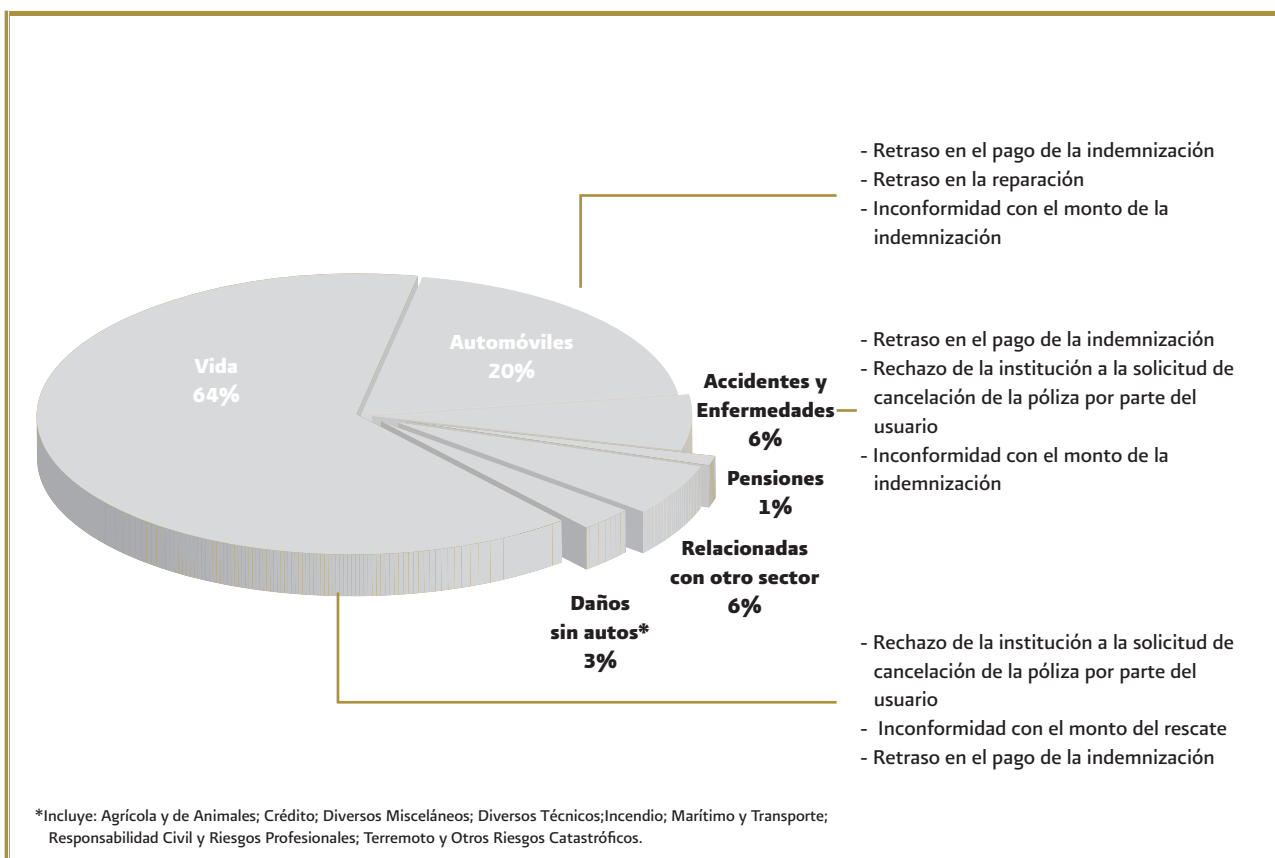 - Retraso en el pago de la indemnización
- Retraso en la reparación
- Inconformidad con el monto de la
indemnización
Automóviles
20%
Vida
64%
Accidentes y
Enfermedades
6%
- Retraso en el pago de la indemnización
- Rechazo de la institución a la solicitud de
cancelación de la póliza por parte del
usuario
- Inconformidad con el monto de la
indemnización
Pensiones
1%
Relacionadas
con otro sector
6%
Daños
sin autos*
3%
- Rechazo de la institución a la solicitud de
cancelación de la póliza por parte del
usuario
- Inconformidad con el monto del rescate
- Retraso en el pago de la indemnización
*Incluye: Agrícola y de Animales; Crédito; Diversos Misceláneos; Diversos Técnicos;Incendio; Marítimo y Transporte;
Responsabilidad Civil y Riesgos Profesionales; Terremoto y Otros Riesgos Catastróficos.